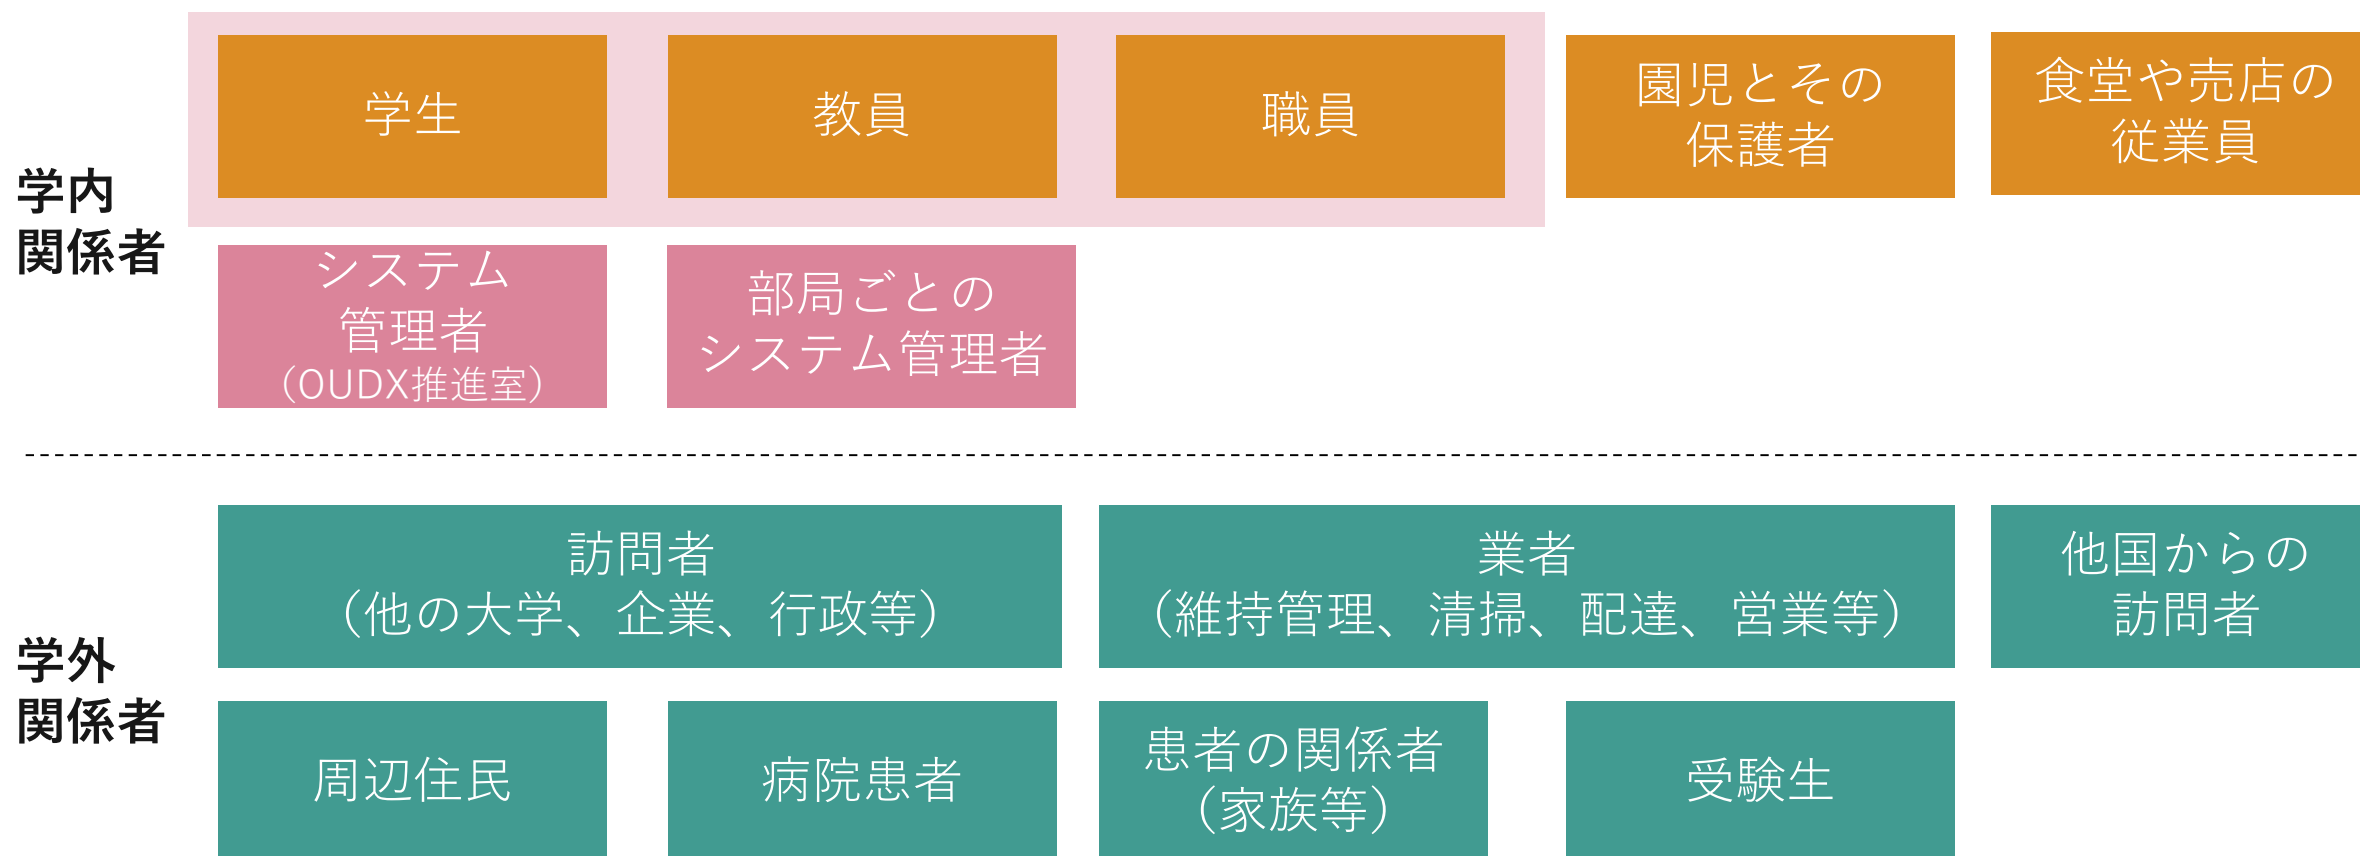 学内
関係者
学生
教員
職員
園児とその
保護者
食堂や売店の
従業員
システム
管理者
（OUDX推進室）
部局ごとの
システム管理者
学外
関係者
訪問者
（他の大学、企業、行政等）
業者
（維持管理、清掃、配達、営業等）
他国からの
訪問者
周辺住民
病院患者
患者の関係者
（家族等）
受験生